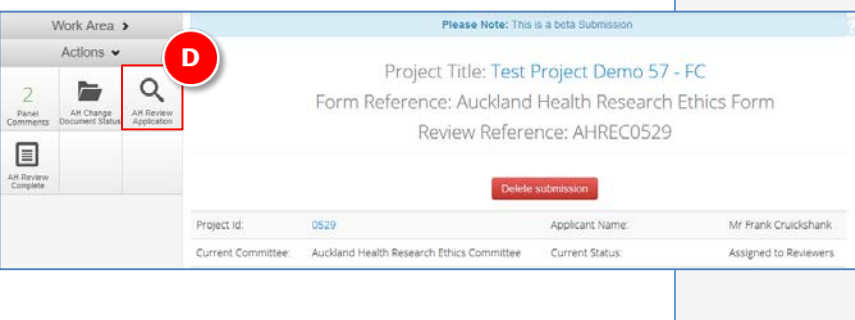 Work Area >
Actions
D
2
Panel
Comments
AH Change
Document Status
AH Review
Application
AH Review
Complete
Please Note: This is a beta Submission
?
Project Title: Test Project Demo 57 - FC
Form Reference: Auckland Health Research Ethics Form
Review Reference: AHREC0529
Delete submission
Project Id: 0529 Applicant Name: Mr Frank Cruickshank
Current Committee: Auckland Health Research Ethics Committee Current Status: Assigned to Reviewers